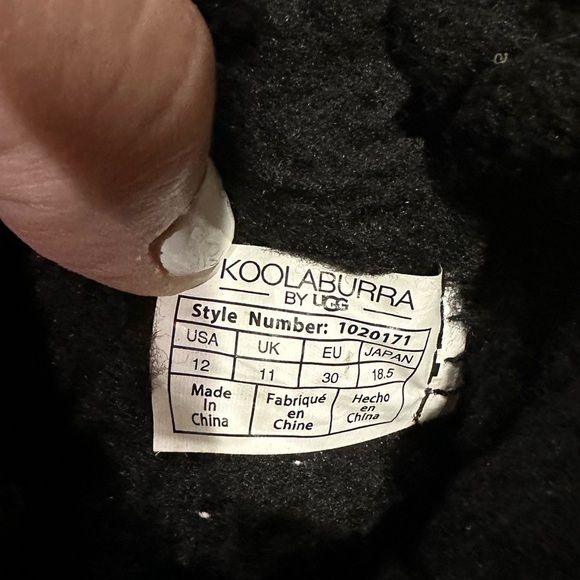 KOOLABURRA
BY UGG
Style Number: 1020171
USA UK EU JAPAN
12 11 30 18.5
Made In China
Fabriqué en Chine
Hecho en China